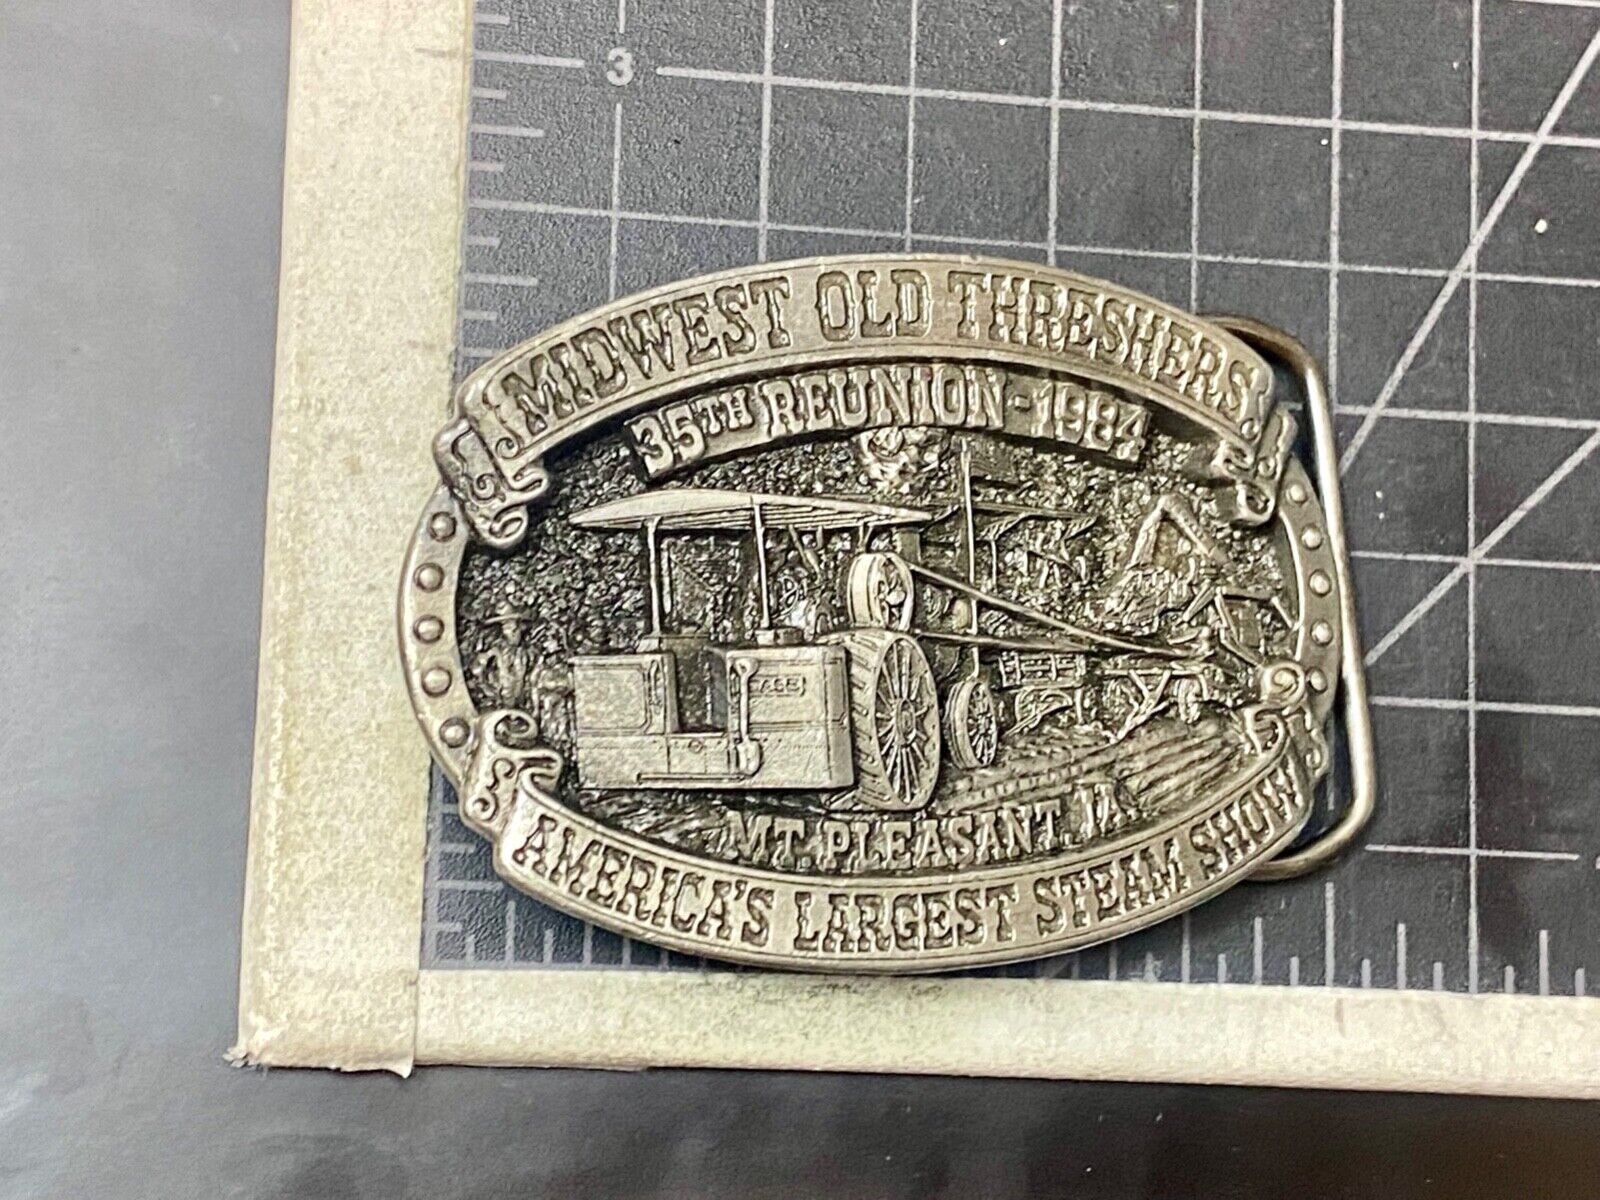 3
MIDWEST OLD THRESHERS
35TH REUNION - 1984
CASE
MT. PLEASANT, IA
AMERICA'S LARGEST STEAM SHOW